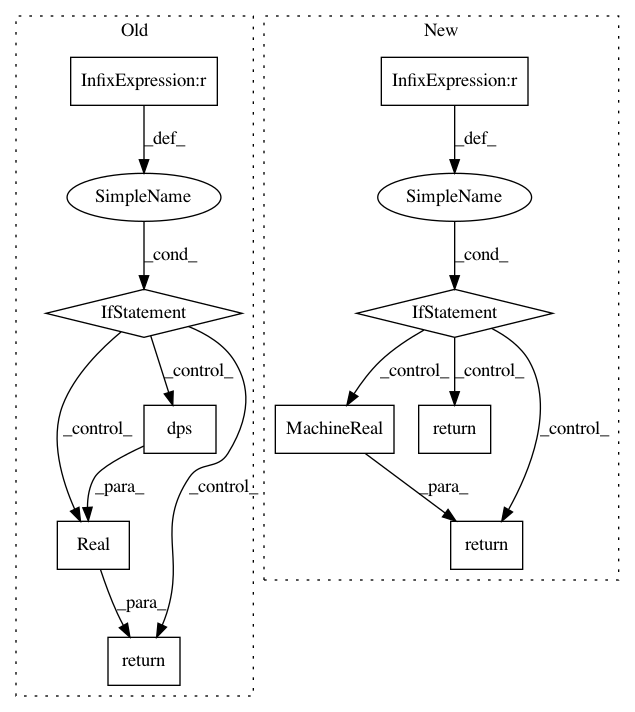 Old
New
InfixExpression:r
InfixExpression:r
_def_
_def_
SimpleName
SimpleName
_cond_
_cond_
IfStatement
IfStatement
_control_
_control_
_control_
_control_
_control_
_control_
dps
MachineReal
return
_para_
_para_
Real
return
_para_
return